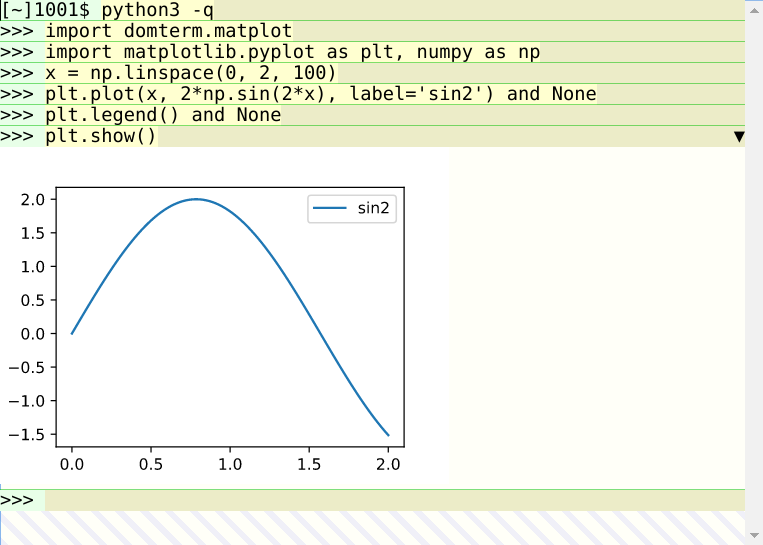 [~]1001$ python3 -q
>>> import domterm.matplot
>>> import matplotlib.pyplot as plt, numpy as np
>>> x = np.linspace(0, 2, 100)
>>> plt.plot(x, 2*np.sin(2*x), label='sin2') and None
>>> plt.legend() and None
>>> plt.show() ▼
2.0
sin2
1.5
1.0
0.5
0.0
−0.5
−1.0
−1.5
0.0 0.5 1.0 1.5 2.0
>>>